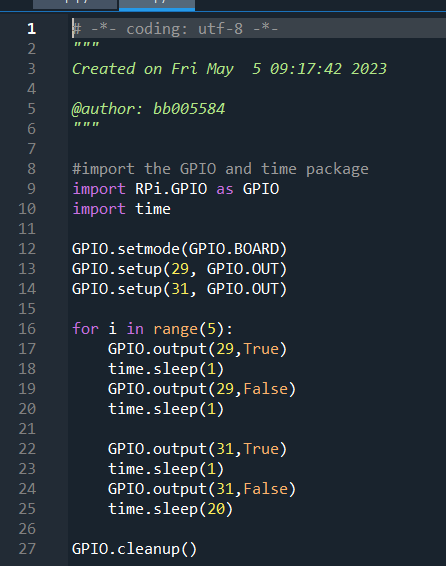 1 # -*- coding: utf-8 -*-
2 """
3 Created on Fri May  5 09:17:42 2023
4
5 @author: bb005584
6 """
7
8 #import the GPIO and time package
9 import RPi.GPIO as GPIO
10 import time
11
12 GPIO.setmode(GPIO.BOARD)
13 GPIO.setup(29, GPIO.OUT)
14 GPIO.setup(31, GPIO.OUT)
15
16 for i in range(5):
17     GPIO.output(29,True)
18     time.sleep(1)
19     GPIO.output(29,False)
20     time.sleep(1)
21
22     GPIO.output(31,True)
23     time.sleep(1)
24     GPIO.output(31,False)
25     time.sleep(20)
26
27 GPIO.cleanup()